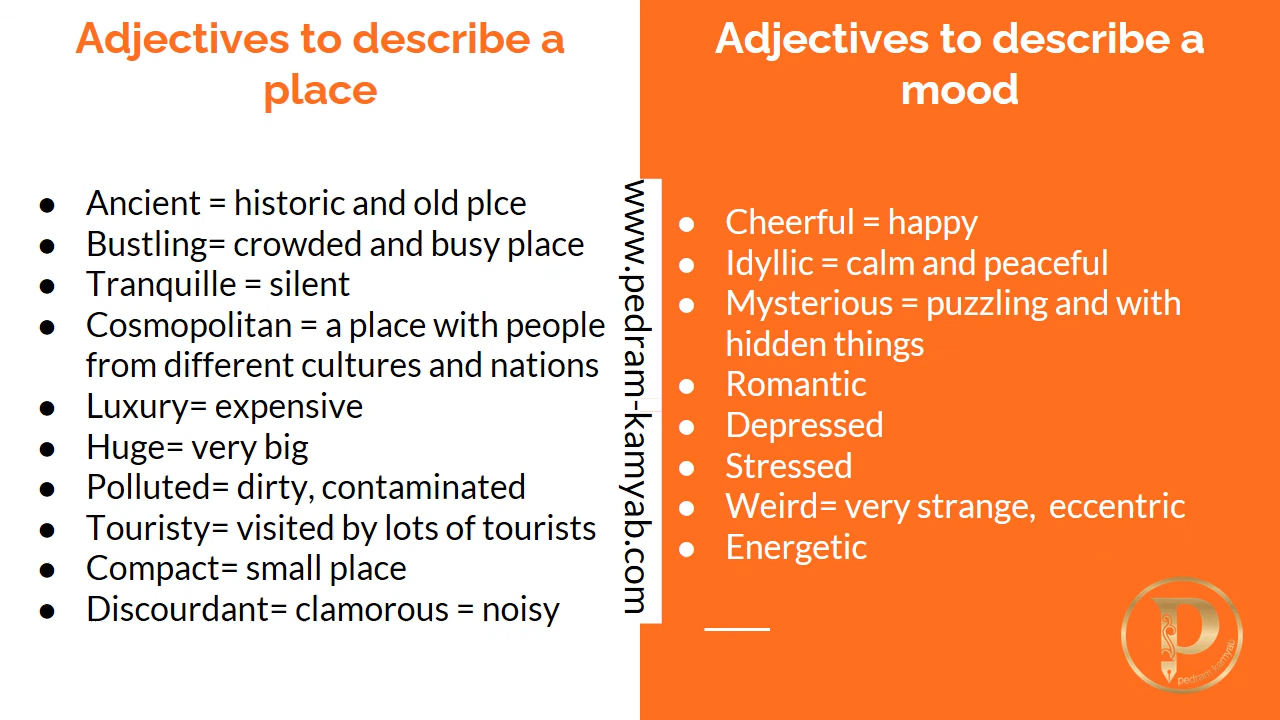 Adjectives to describe a
place
● Ancient = historic and old plce
● Bustling= crowded and busy place
● Tranquille = silent
● Cosmopolitan = a place with people
from different cultures and nations
● Luxury= expensive
● Huge= very big
● Polluted= dirty, contaminated
● Touristy= visited by lots of tourists
● Compact= small place
● Discourdant= clamorous = noisy
www.pedram-kamyab.com
Adjectives to describe a
mood
● Cheerful = happy
● Idyllic = calm and peaceful
● Mysterious = puzzling and with
hidden things
● Romantic
● Depressed
● Stressed
● Weird= very strange, eccentric
● Energetic
P
pedram kamyab